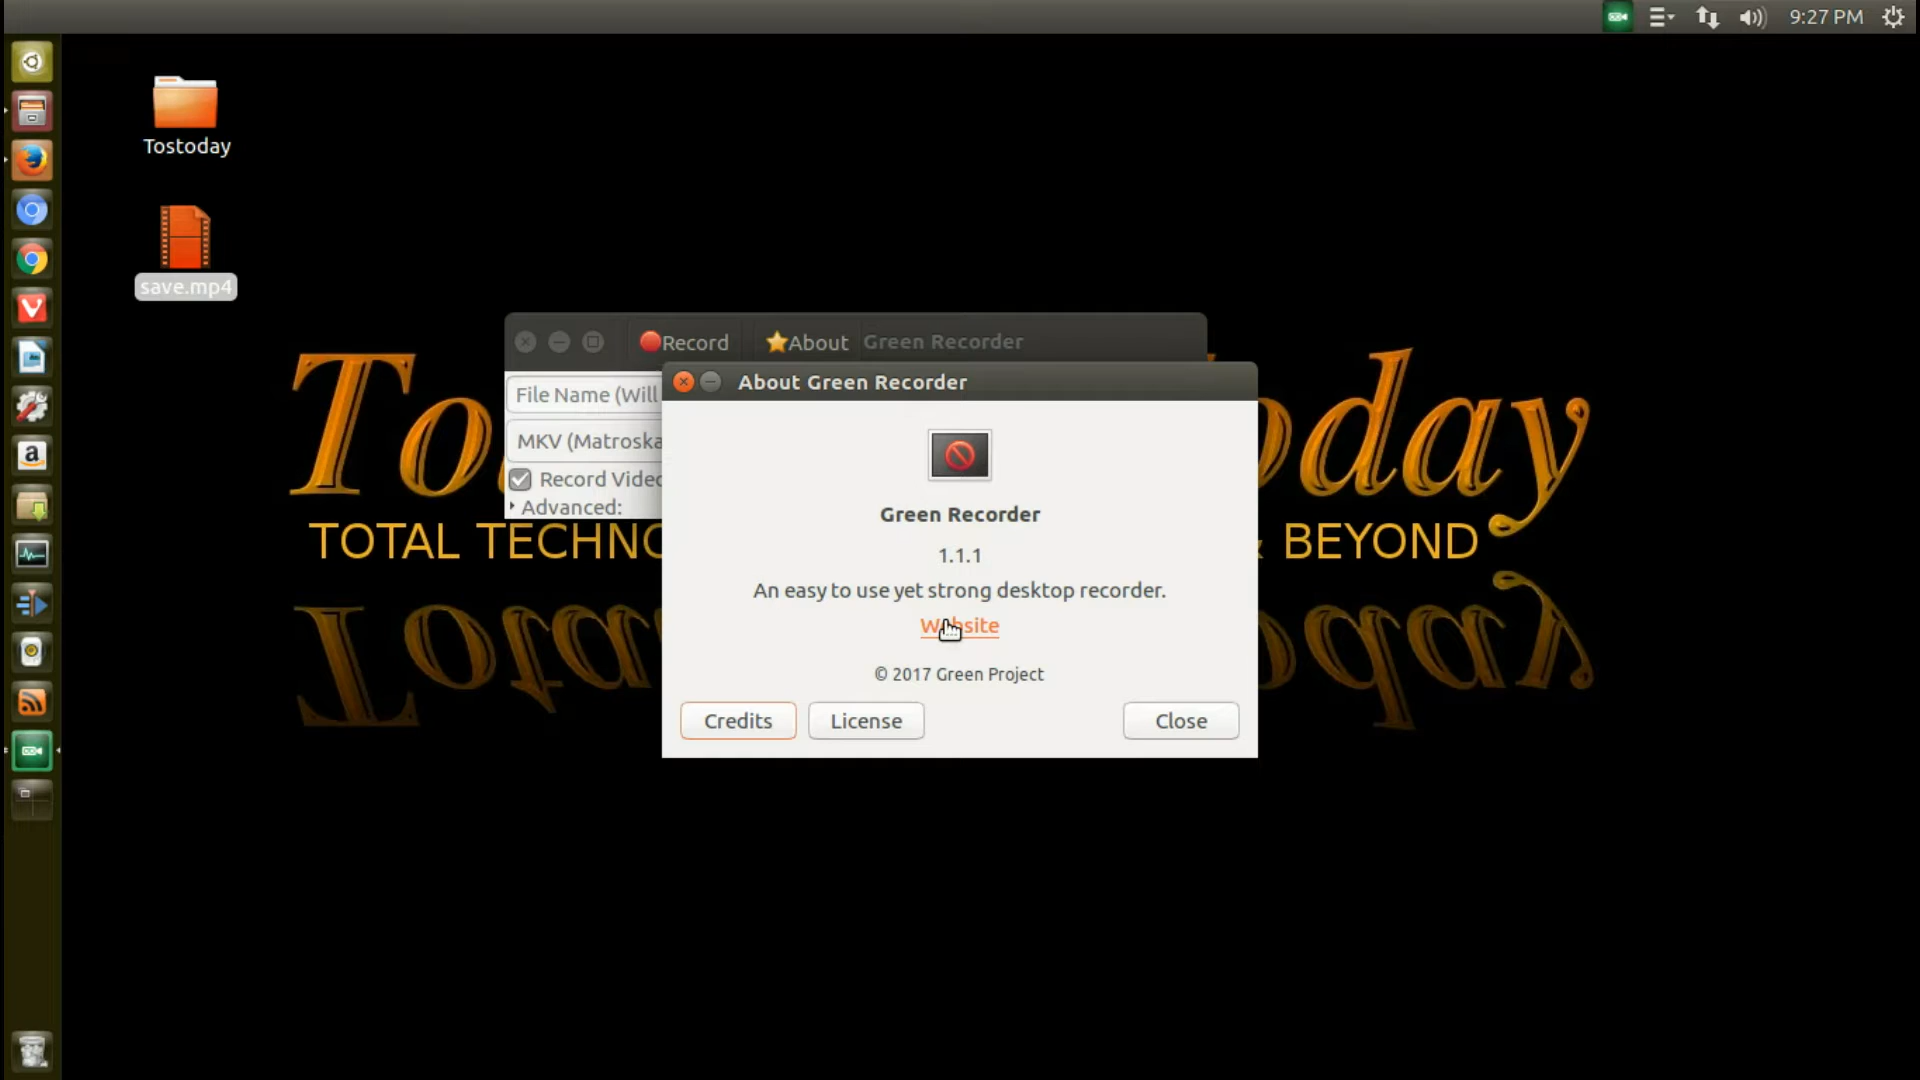 9:27 PM
Tostoday
save.mp4
Record
About
Green Recorder
File Name (Will
MKV (Matroska
Record Video
Advanced:
About Green Recorder
Green Recorder
1.1.1
An easy to use yet strong desktop recorder.
Website
© 2017 Green Project
Credits
License
Close
TOTAL TECHNO
& BEYOND